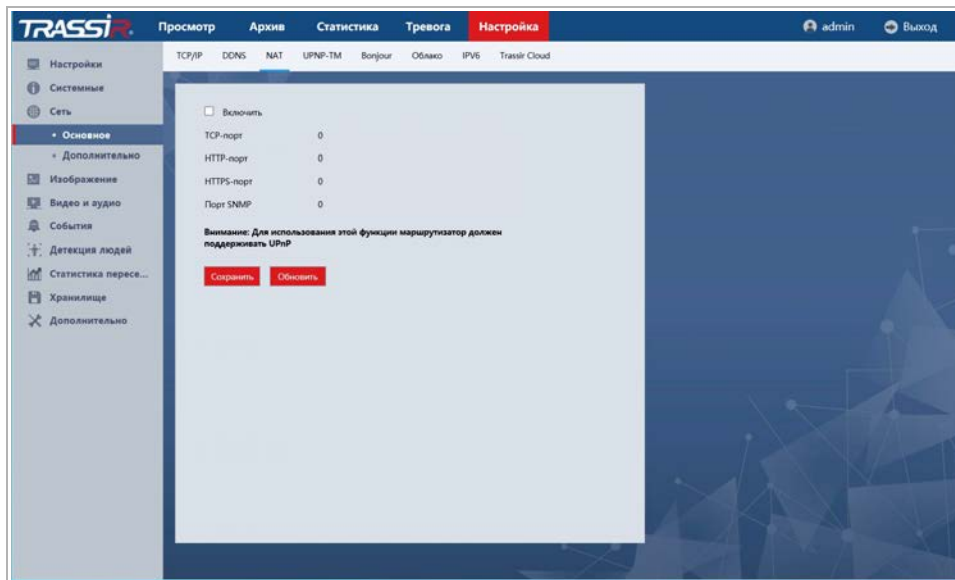 TRASSIR
Просмотр Архив Статистика Тревога Настройка admin Выход
TCP/IP DDNS NAT UPNP-TM Bonjour Облако IPV6 Trassir Cloud
Настройки
Системные
Сеть
• Основное
• Дополнительно
Изображение
Видео и аудио
События
Детекция людей
Статистика пересе...
Хранилище
Дополнительно
Включить
TCP-порт 0
HTTP-порт 0
HTTPS-порт 0
Порт SNMP 0
Внимание: Для использования этой функции маршрутизатор должен
поддерживать UPnP
Сохранить Обновить